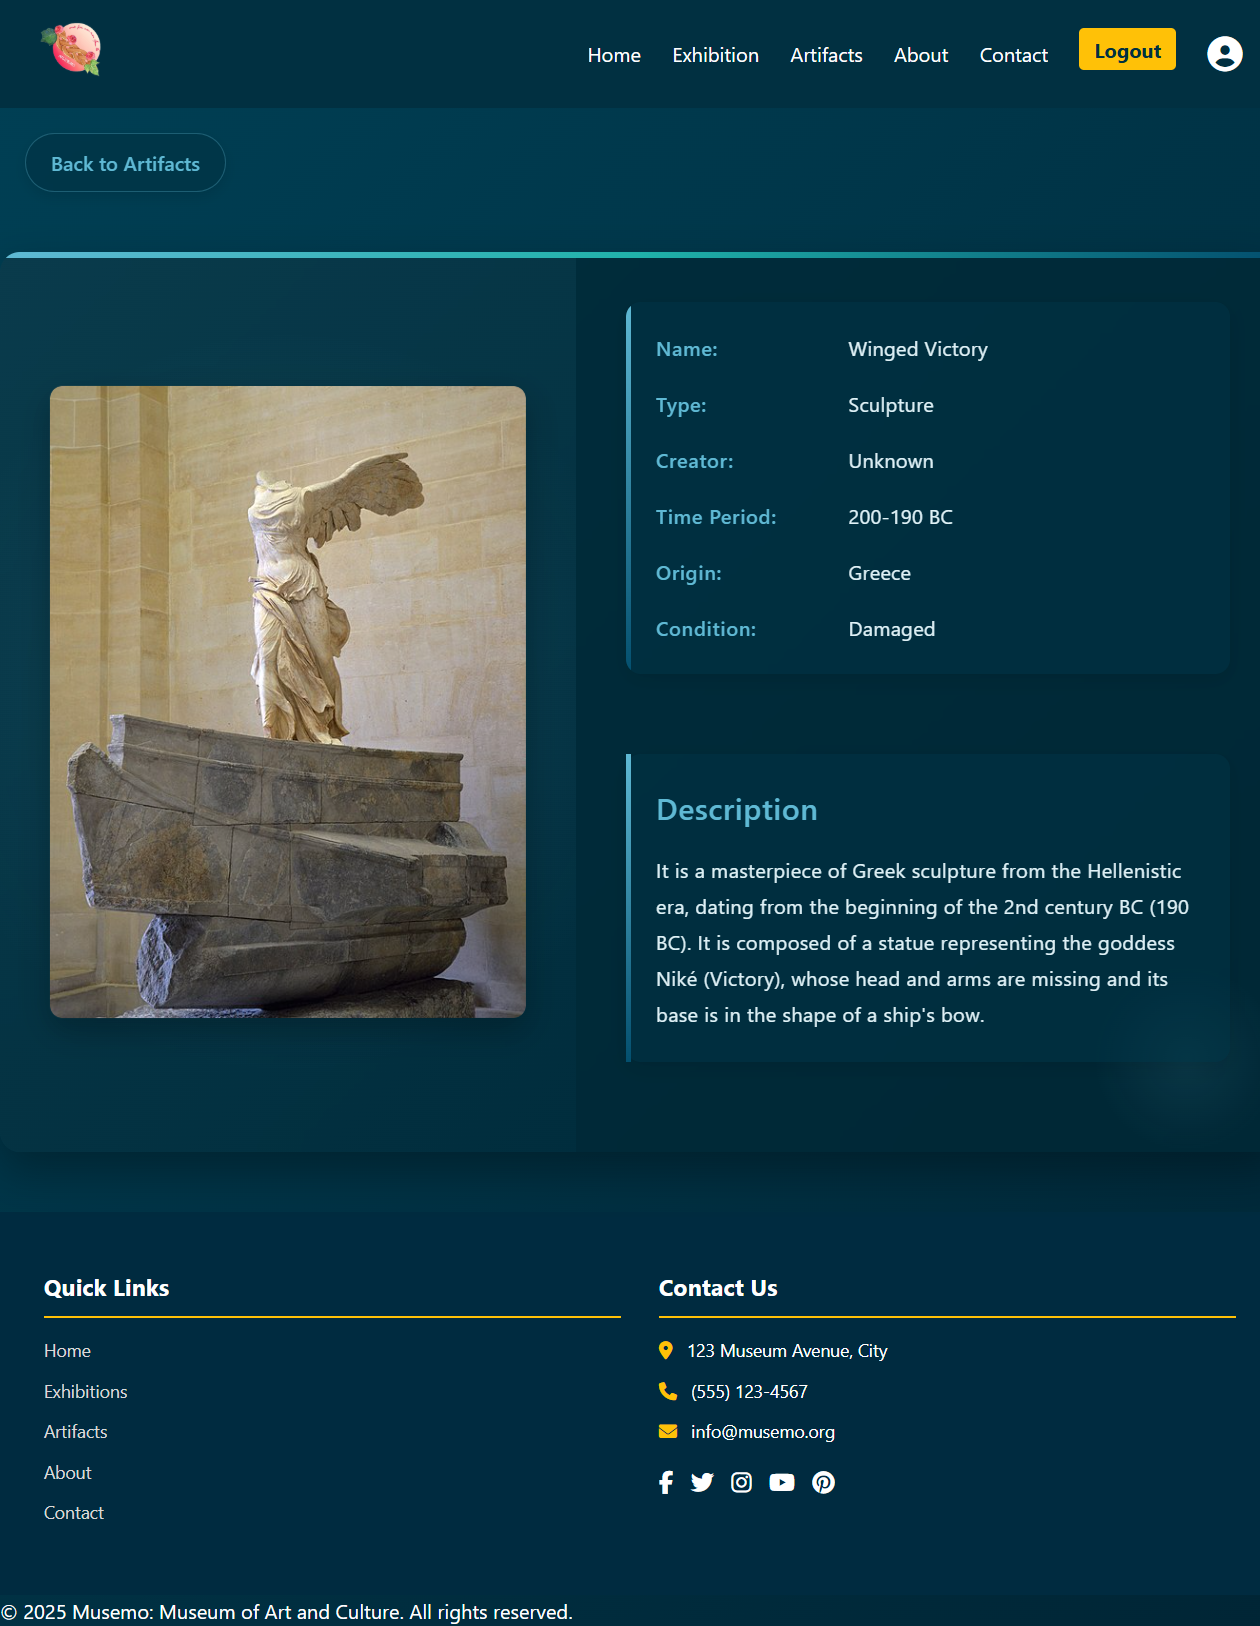 Home Exhibition Artifacts About Contact Logout
Back to Artifacts
Name: Winged Victory
Type: Sculpture
Creator: Unknown
Time Period: 200-190 BC
Origin: Greece
Condition: Damaged
Description
It is a masterpiece of Greek sculpture from the Hellenistic
era, dating from the beginning of the 2nd century BC (190
BC). It is composed of a statue representing the goddess
Niké (Victory), whose head and arms are missing and its
base is in the shape of a ship's bow.
Quick Links
Home
Exhibitions
Artifacts
About
Contact
Contact Us
123 Museum Avenue, City
(555) 123-4567
info@musemo.org
© 2025 Musemo: Museum of Art and Culture. All rights reserved.